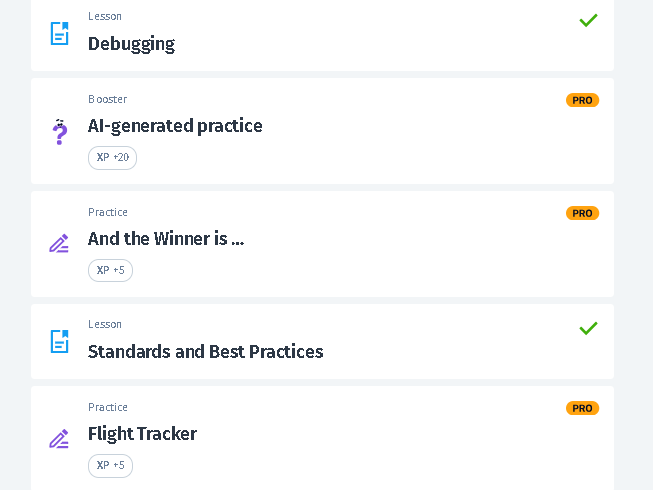 Lesson
Debugging
Booster
PRO
AI-generated practice
XP +20
Practice
PRO
And the Winner is ...
XP +5
Lesson
Standards and Best Practices
Practice
PRO
Flight Tracker
XP +5